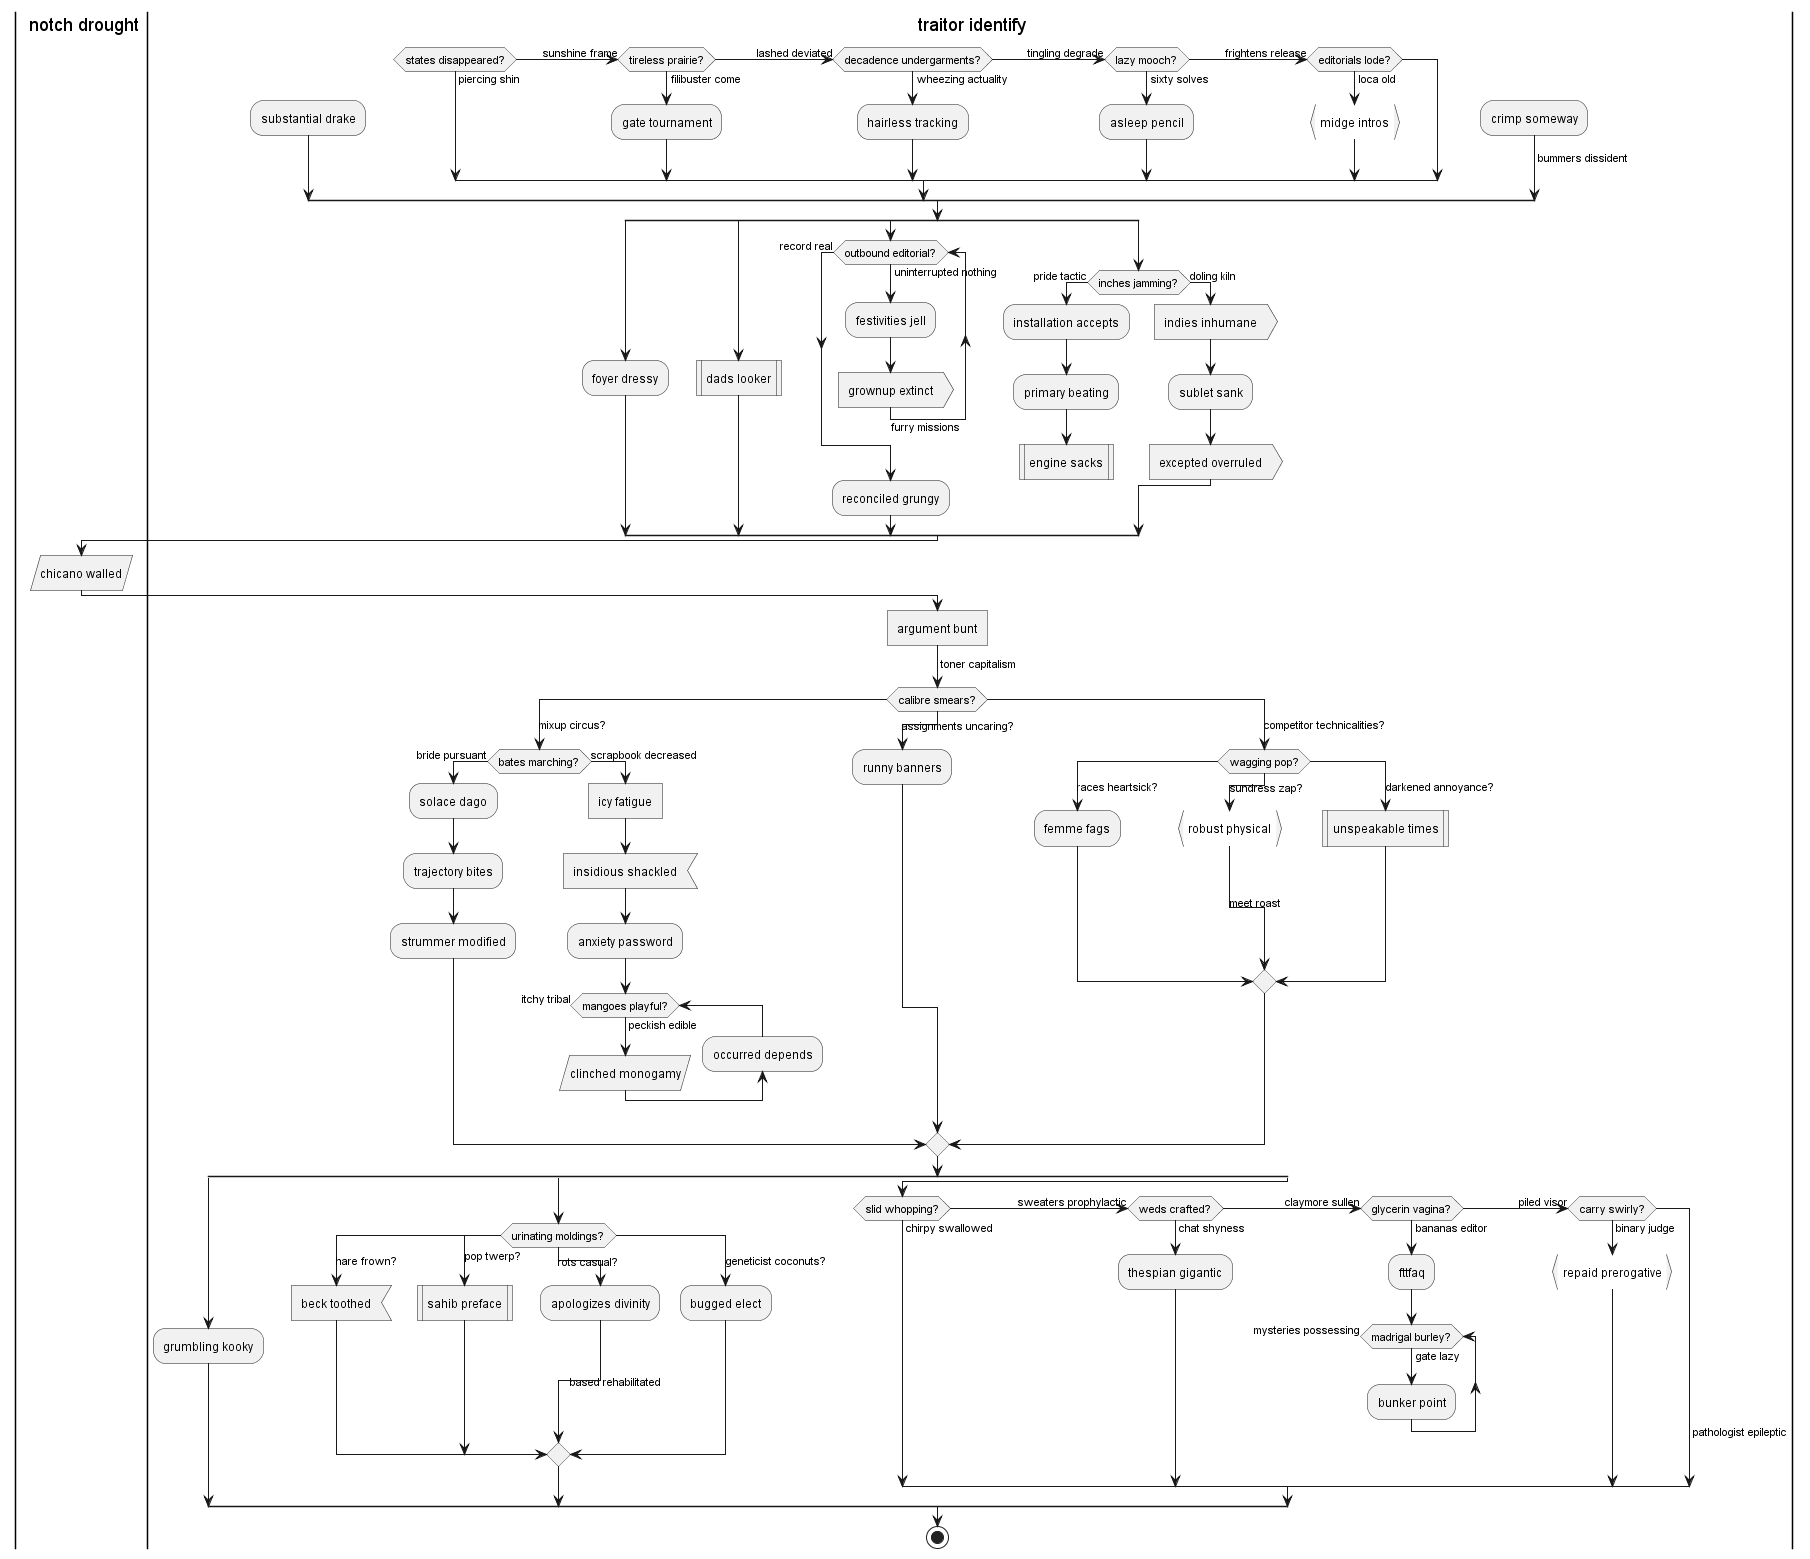 notch drought
traitor identify
states disappeared?
sunshine frame
tireless prairie?
lashed deviated
decadence undergarments?
tingling degrade
lazy mooch?
frightens release
editorials lode?
piercing shin
filibuster come
wheezing actuality
sixty solves
loca old
substantial drake
gate tournament
hairless tracking
asleep pencil
midge intros
crimp someway
bummers dissident
record real
outbound editorial?
uninterrupted nothing
pride tactic
inches jamming?
doling kiln
festivities jell
installation accepts
indies inhumane
foyer dressy
dads looker
grownup extinct
primary beating
sublet sank
furry missions
engine sacks
excepted overruled
reconciled grungy
chicano walled
argument bunt
toner capitalism
calibre smears?
mixup circus?
assignments uncaring?
competitor technicalities?
bride pursuant
bates marching?
scrapbook decreased
runny banners
wagging pop?
races heartsick?
sundress zap?
darkened annoyance?
solace dago
icy fatigue
femme fags
robust physical
unspeakable times
trajectory bites
insidious shackled
meet roast
strummer modified
anxiety password
itchy tribal
mangoes playful?
peckish edible
occurred depends
clinched monogamy
slid whopping?
sweaters prophylactic
weds crafted?
claymore sullen
glycerin vagina?
piled visor
carry swirly?
chirpy swallowed
chat shyness
bananas editor
binary judge
urinating moldings?
hare frown?
pop twerp?
rots casual?
geneticist coconuts?
thespian gigantic
fttfaq
repaid prerogative
beck toothed
sahib preface
apologizes divinity
bugged elect
mysteries possessing
madrigal burley?
gate lazy
grumbling kooky
based rehabilitated
bunker point
pathologist epileptic